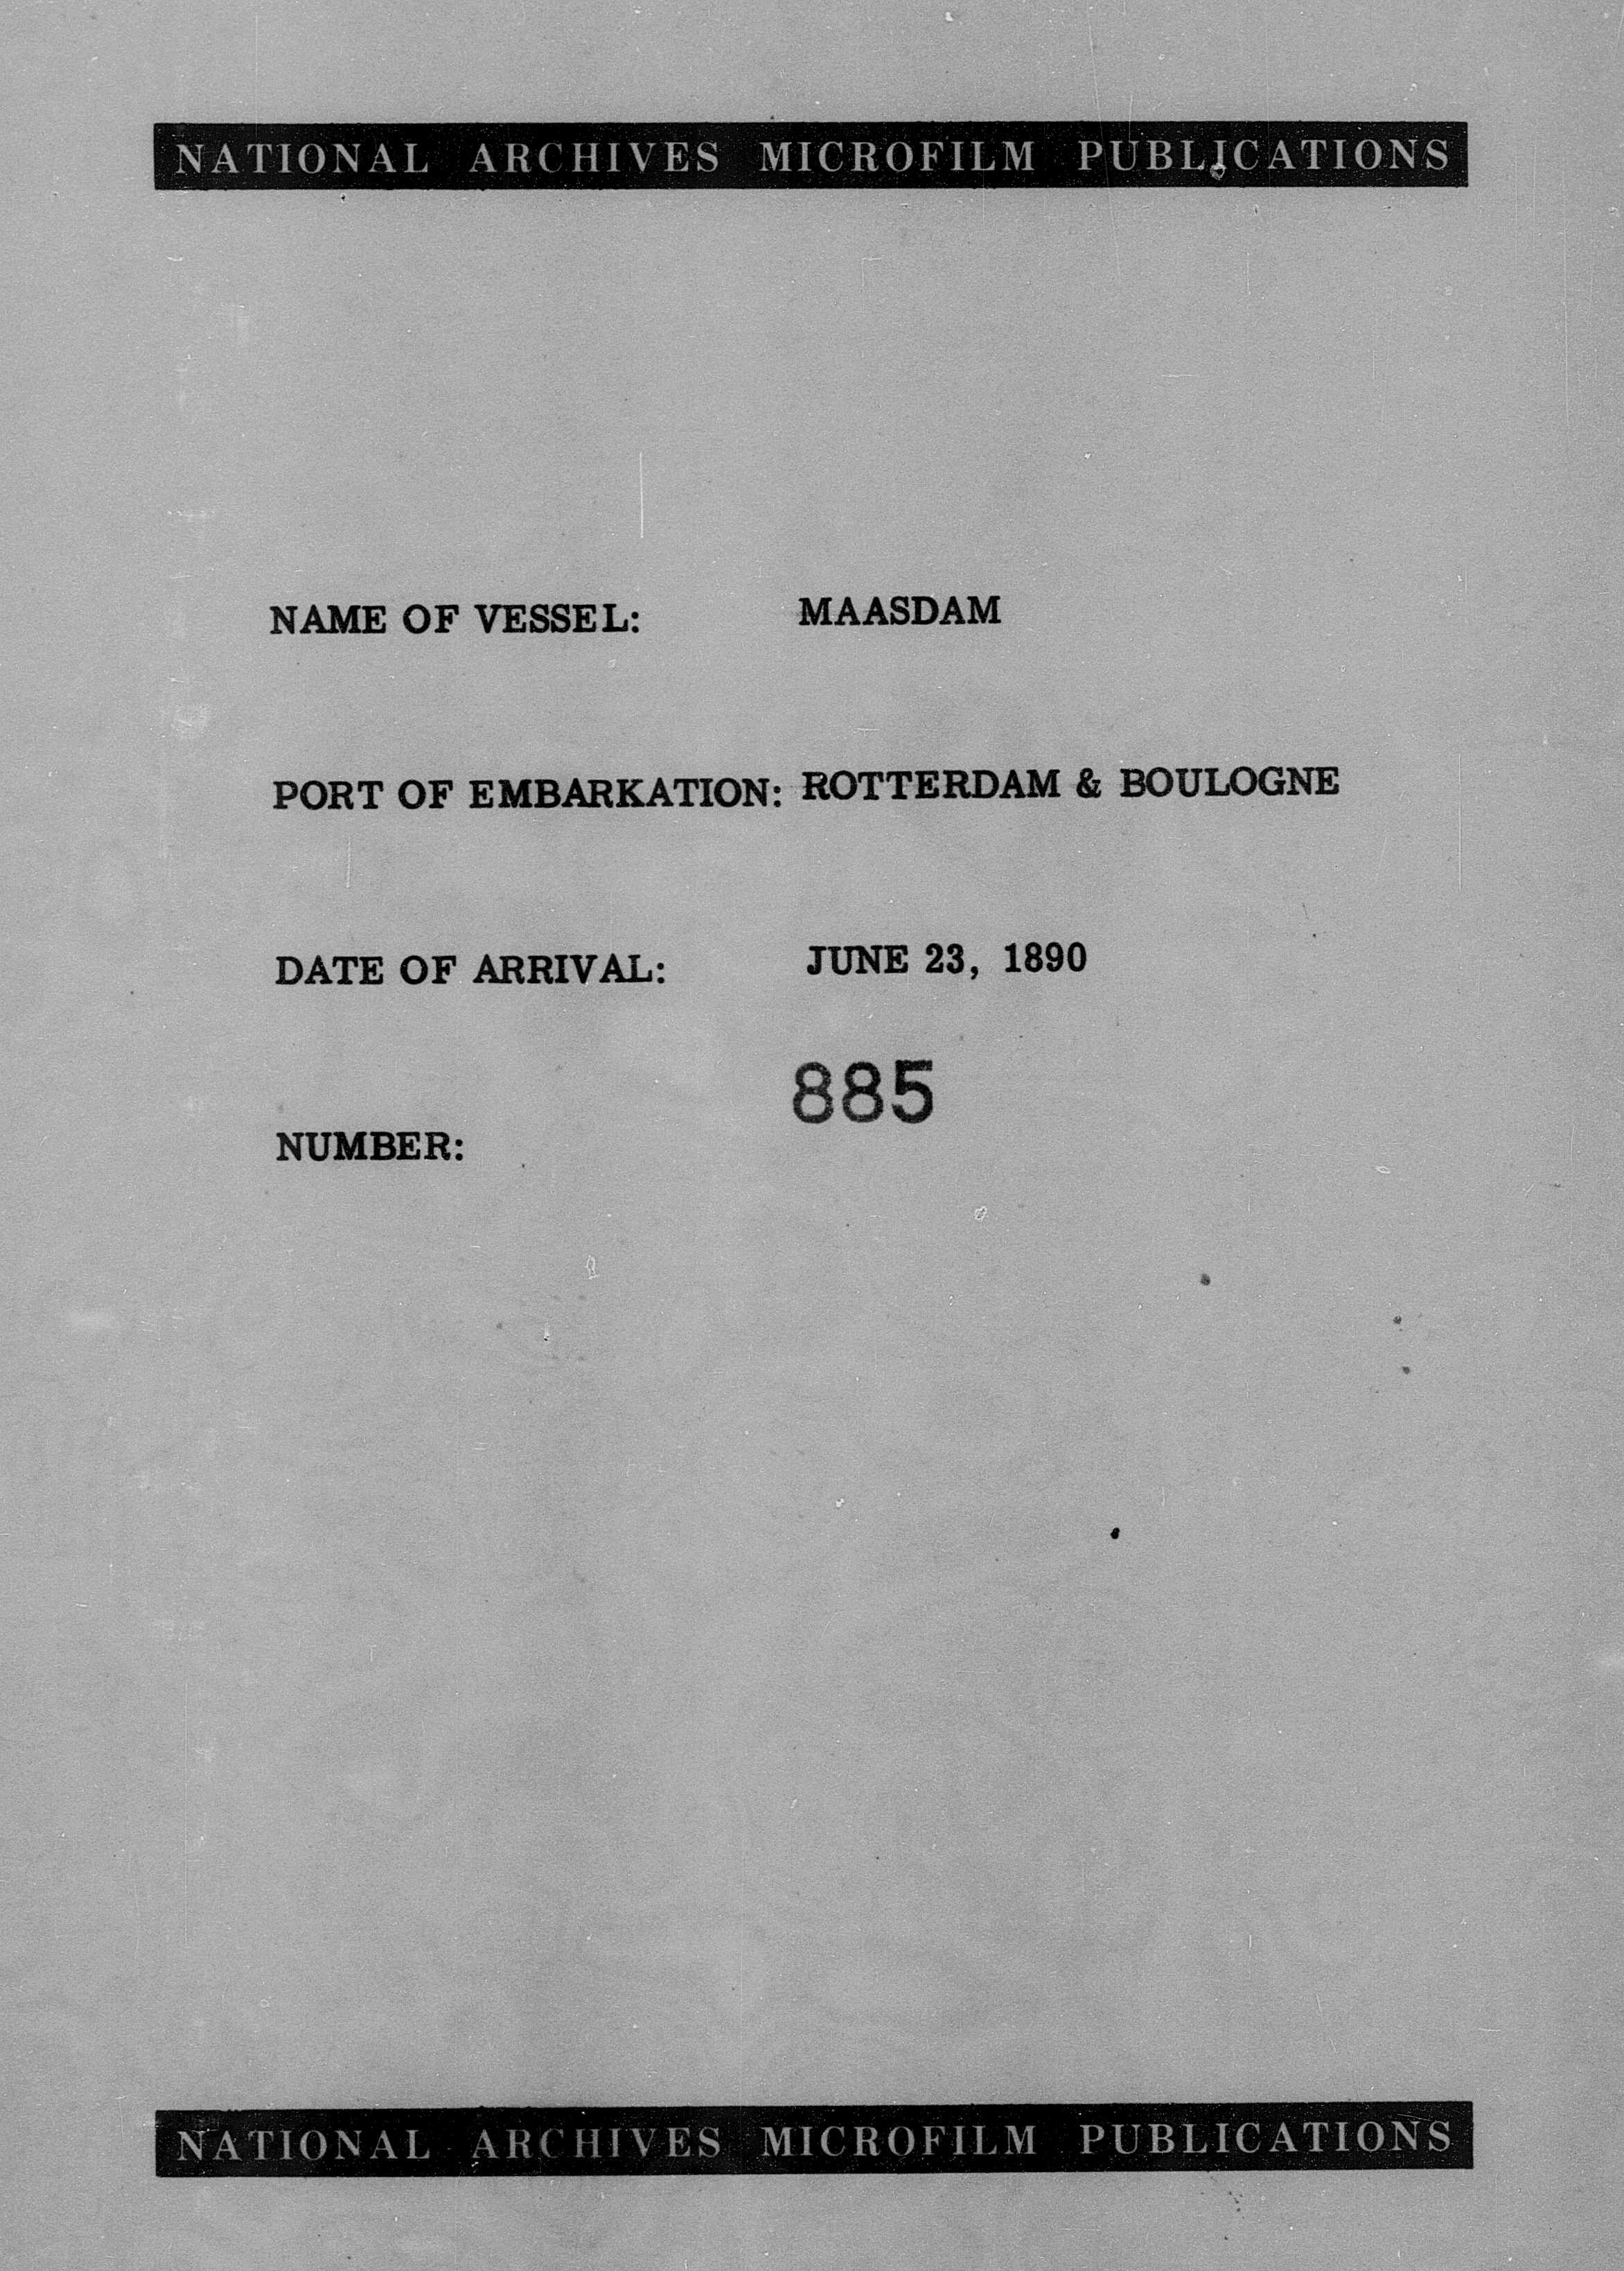 NATIONAL ARCHIVES MICROFILM PUBLICATIONS
NAME OF VESSEL: MAASDAM
PORT OF EMBARKATION: ROTTERDAM & BOULOGNE
DATE OF ARRIVAL: JUNE 23, 1890
NUMBER: 885
NATIONAL ARCHIVES MICROFILM PUBLICATIONS